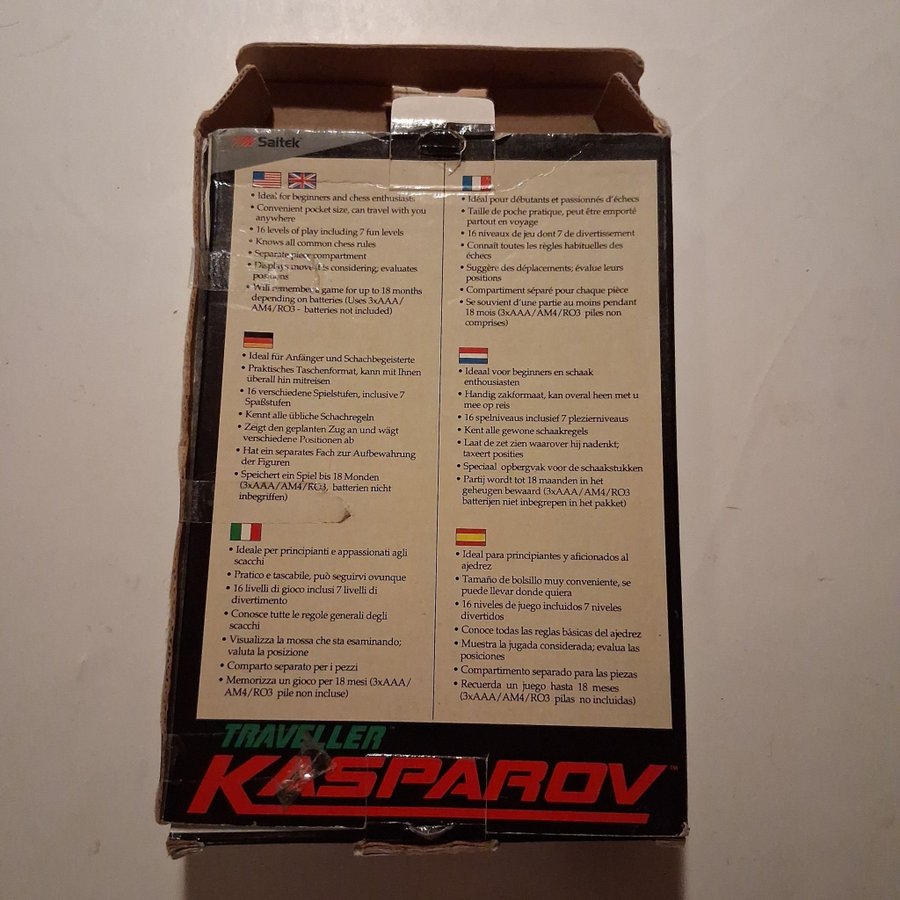 Saitek
• Ideal for beginners and chess enthusiasts
• Convenient pocket size, can travel with you
anywhere
• 16 levels of play including 7 fun levels
• Knows all common chess rules
• Separate piece compartment
• Displays move it is considering; evaluates
positions
• Will remember a game for up to 18 months
depending on batteries (Uses 3xAAA/
AM4/RO3 - batteries not included)
• Ideal für Anfänger und Schachbegeisterte
• Praktisches Taschenformat, kann mit Ihnen
überall hin mitreisen
• 16 verschiedene Spielstufen, inclusive 7
Spaßstufen
• Kennt alle übliche Schachregeln
• Zeigt den geplanten Zug an und wägt
verschiedene Positionen ab
• Hat ein separates Fach zur Aufbewahrung
der Figuren
• Speichert ein Spiel bis 18 Monden
(3xAAA/AM4/RO3, batterien nicht
inbegriffen)
• Ideale per principianti e appassionati agli
scacchi
• Pratico e tascabile, può seguirvi ovunque
• 16 livelli di gioco inclusi 7 livelli di
divertimento
• Conosce tutte le regole generali degli
scacchi
• Visualizza la mossa che sta esaminando;
valuta la posizione
• Comparto separato per i pezzi
• Memorizza un gioco per 18 mesi (3xAAA/
AM4/RO3 pile non incluse)
• Idéal pour débutants et passionnés d'échecs
• Taille de poche pratique, peut être emporté
partout en voyage
• 16 niveaux de jeu dont 7 de divertissement
• Connaît toutes les règles habituelles des
échecs
• Suggère des déplacements; évalue leurs
positions
• Compartiment séparé pour chaque pièce
• Se souvient d'une partie au moins pendant
18 mois (3xAAA/AM4/RO3 piles non
comprises)
• Ideaal voor beginners en schaak
enthousiasten
• Handig zakformaat, kan overal heen met u
mee op reis
• 16 spelniveaus inclusief 7 plezierniveaus
• Kent alle gewone schaakregels
• Laat de zet zien waarover hij nadenkt;
taxeert posities
• Speciaal opbergvak voor de schaakstukken
• Partij wordt tot 18 maanden in het
geheugen bewaard (3xAAA/AM4/RO3
batterijen niet inbegrepen in het pakket)
• Ideal para principiantes y aficionados al
ajedrez
• Tamaño de bolsillo muy conveniente, se
puede llevar donde quiera
• 16 niveles de juego incluidos 7 niveles
divertidos
• Conoce todas las reglas básicas del ajedrez
• Muestra la jugada considerada; evalua las
posiciones
• Compartimento separado para las piezas
• Recuerda un juego hasta 18 meses
(3xAAA/AM4/RO3 pilas no incluidas)
TRAVELLER
KASPAROV™